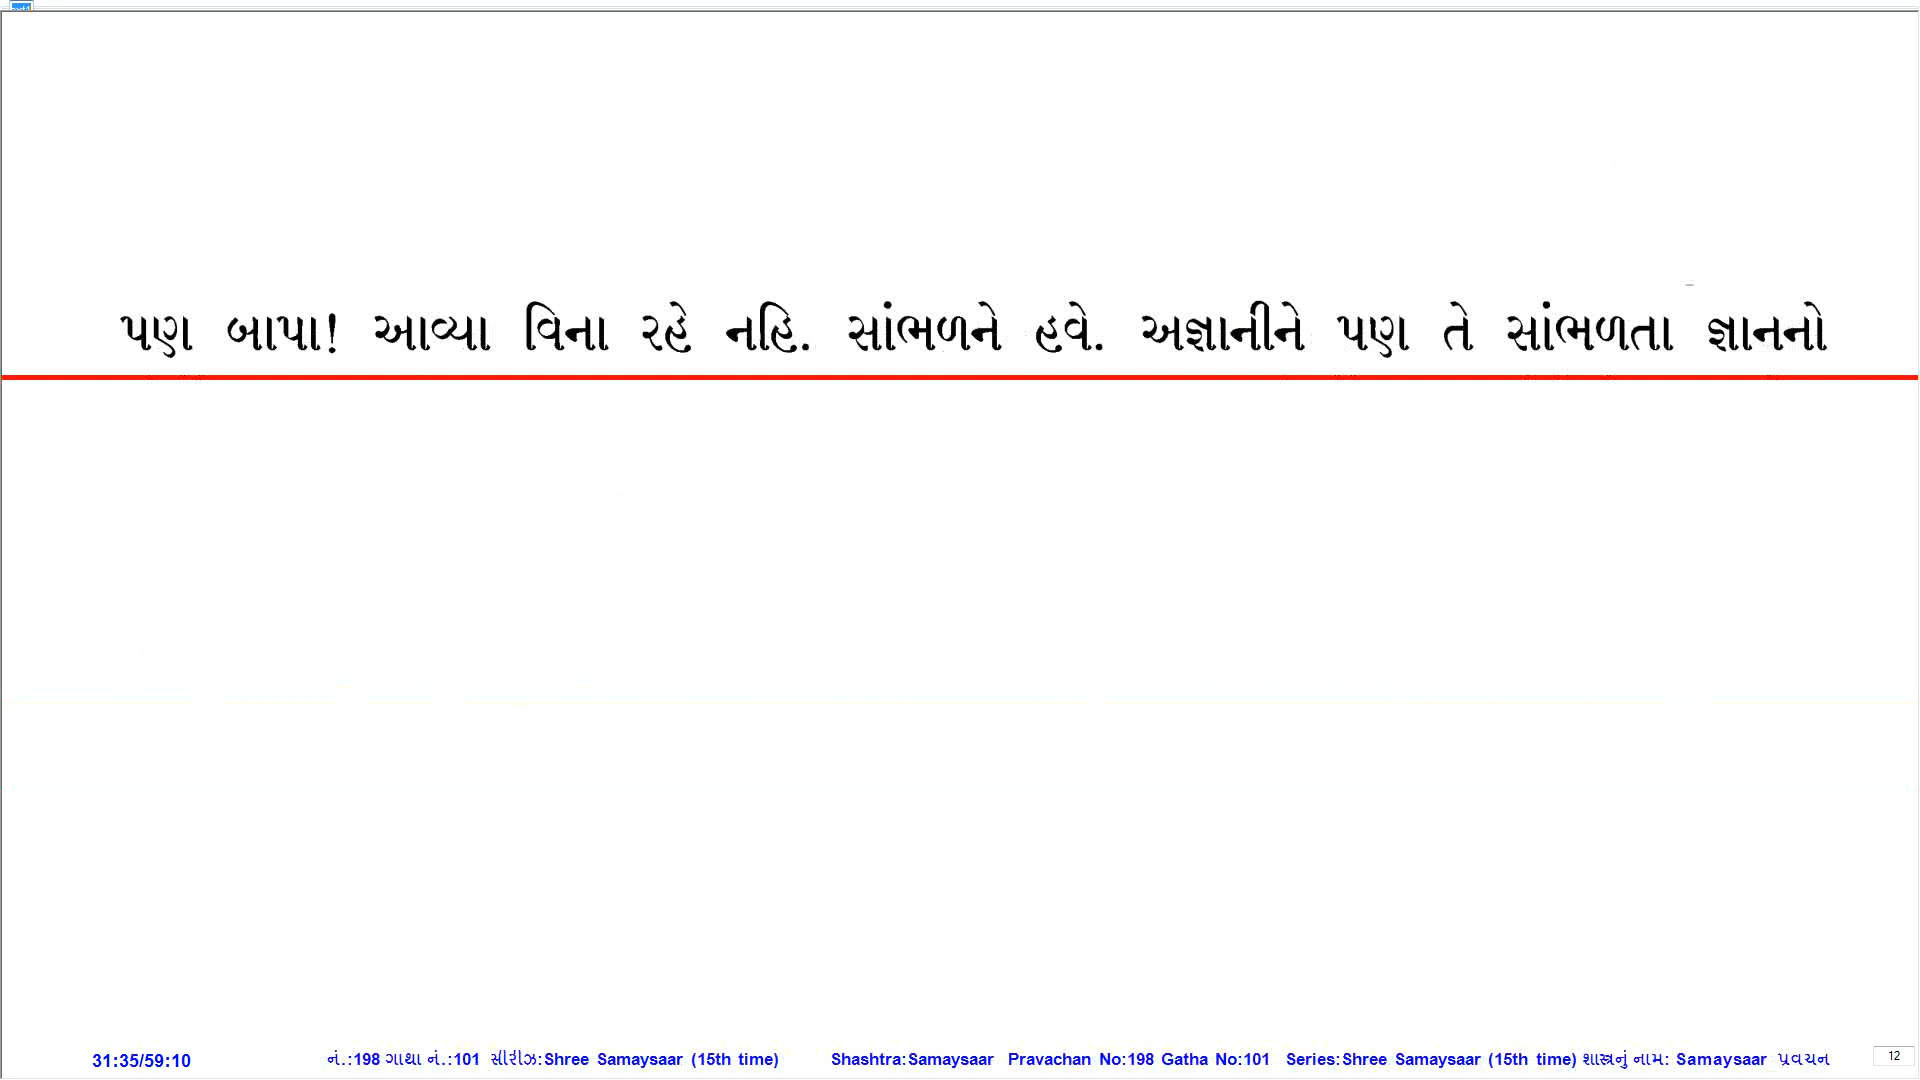 પણ બાપા! આવ્યા વિના રહે નહિ. સાંભળને હવે. અજ્ઞાનીને પણ તે સાંભળતા જ્ઞાનનો
31:35/59:10 નં.:198 ગાથા નં.:101 સીરીઝ:Shree Samaysaar (15th time) Shashtra:Samaysaar Pravachan No:198 Gatha No:101 Series:Shree Samaysaar (15th time) શાસ્ત્રનું નામ: Samaysaar પ્રવચન 12